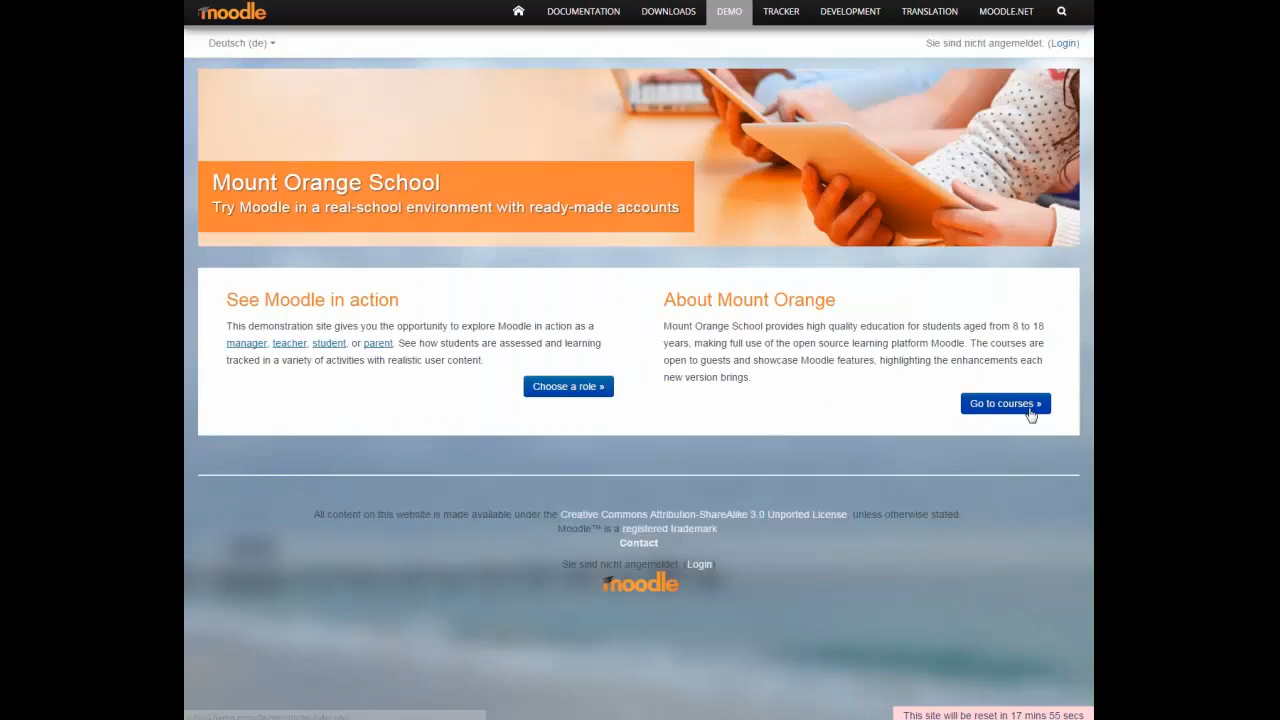 moodle
DOCUMENTATION DOWNLOADS DEMO TRACKER DEVELOPMENT TRANSLATION MOODLE.NET
Deutsch (de)
Sie sind nicht angemeldet. (Login)
Mount Orange School
Try Moodle in a real-school environment with ready-made accounts
See Moodle in action
This demonstration site gives you the opportunity to explore Moodle in action as a
manager, teacher, student, or parent. See how students are assessed and learning
tracked in a variety of activities with realistic user content.
Choose a role »
About Mount Orange
Mount Orange School provides high quality education for students aged from 8 to 18
years, making full use of the open source learning platform Moodle. The courses are
open to guests and showcase Moodle features, highlighting the enhancements each
new version brings.
Go to courses »
All content on this website is made available under the Creative Commons Attribution-ShareAlike 3.0 Unported License, unless otherwise stated.
Moodle™ is a registered trademark
Contact
Sie sind nicht angemeldet. (Login)
moodle
This site will be reset in 17 mins 55 secs